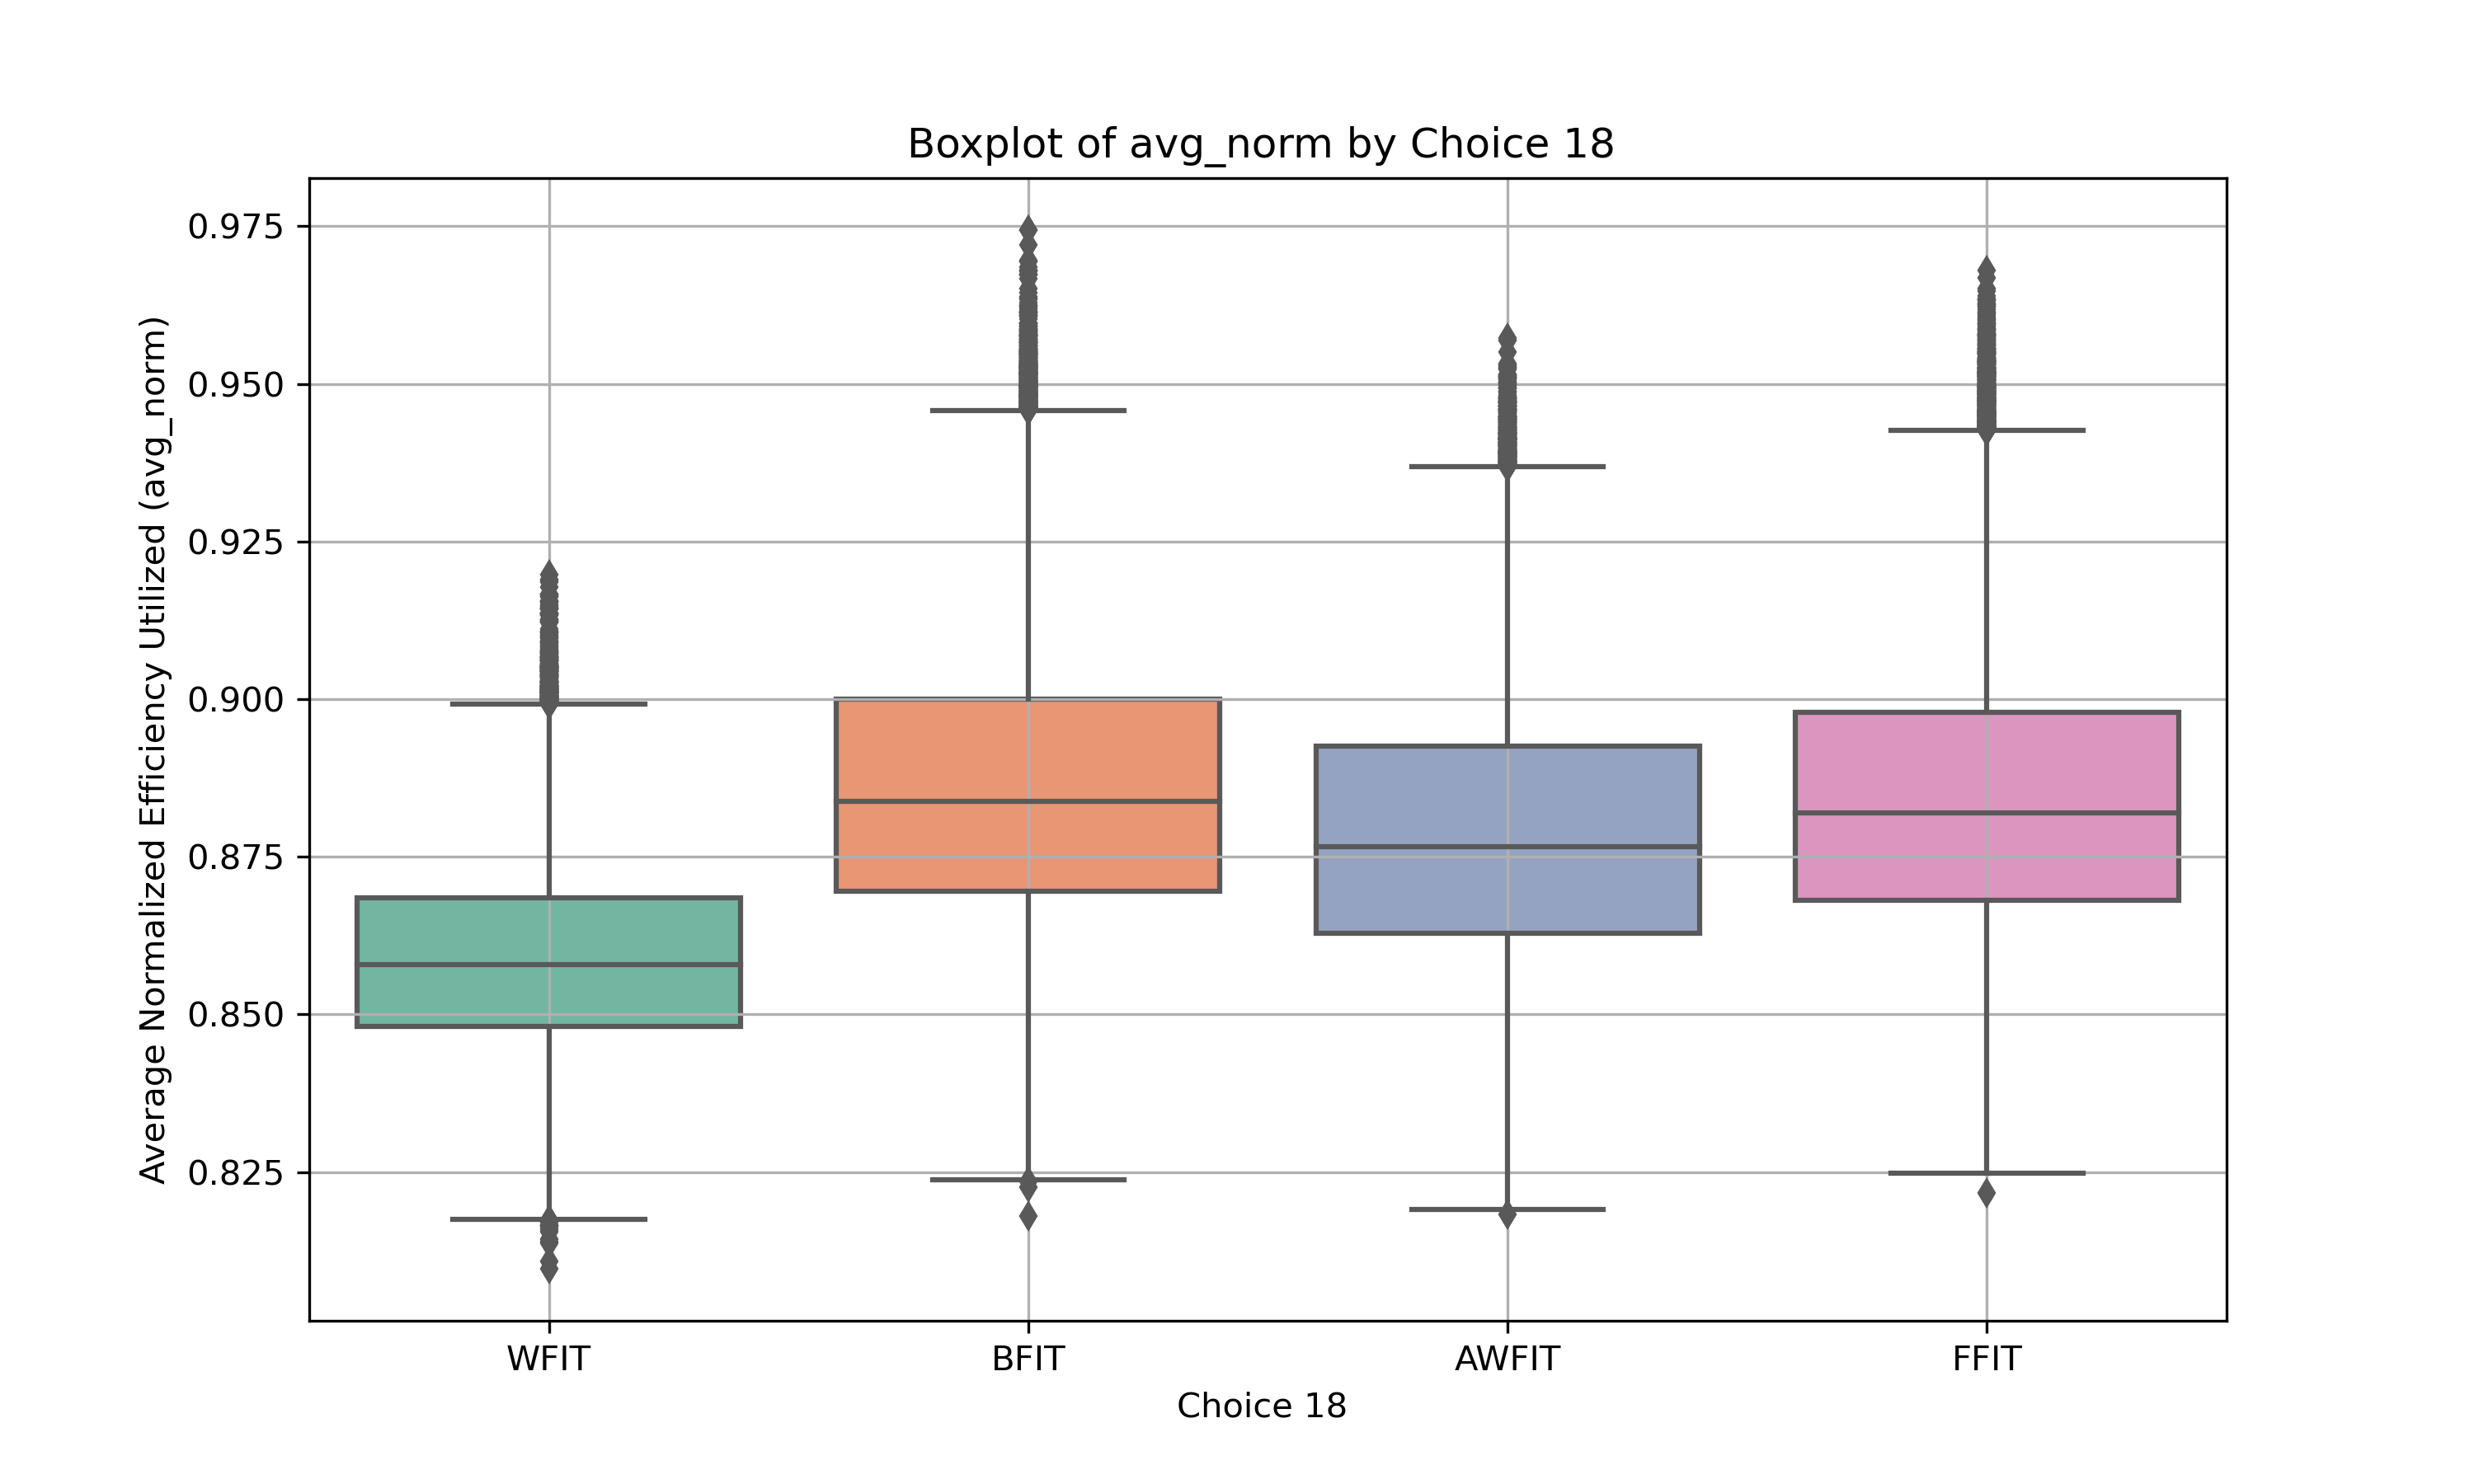 Boxplot of avg_norm by Choice 18
Average Normalized Efficiency Utilized (avg_norm)
0.975
0.950
0.925
0.900
0.875
0.850
0.825
WFIT BFIT AWFIT FFIT
Choice 18